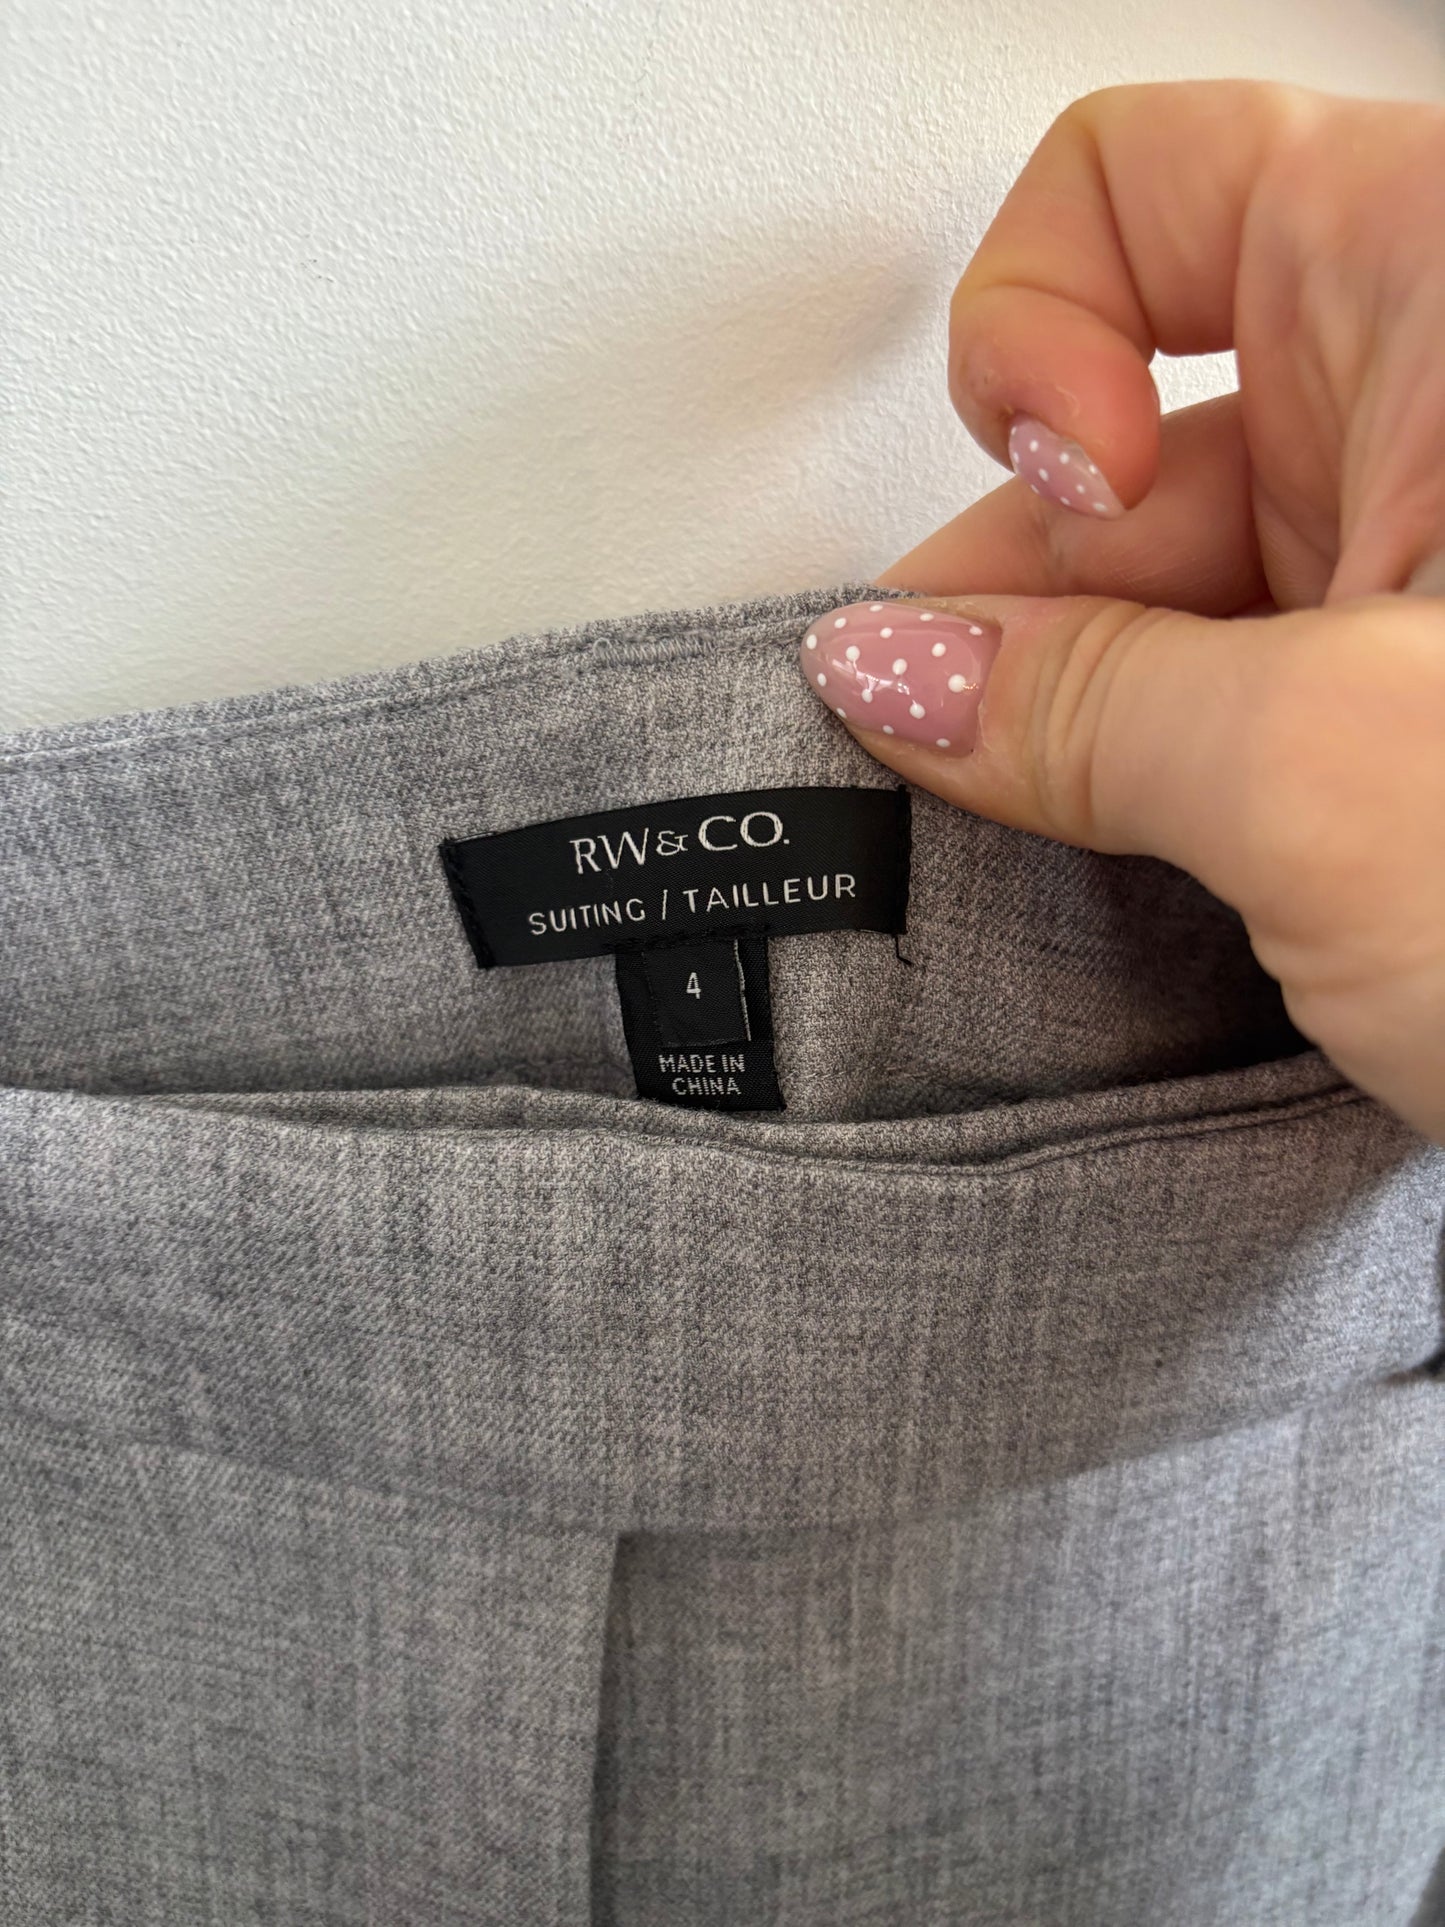 RW&CO.
SUITING / TAILLEUR
4
MADE IN
CHINA